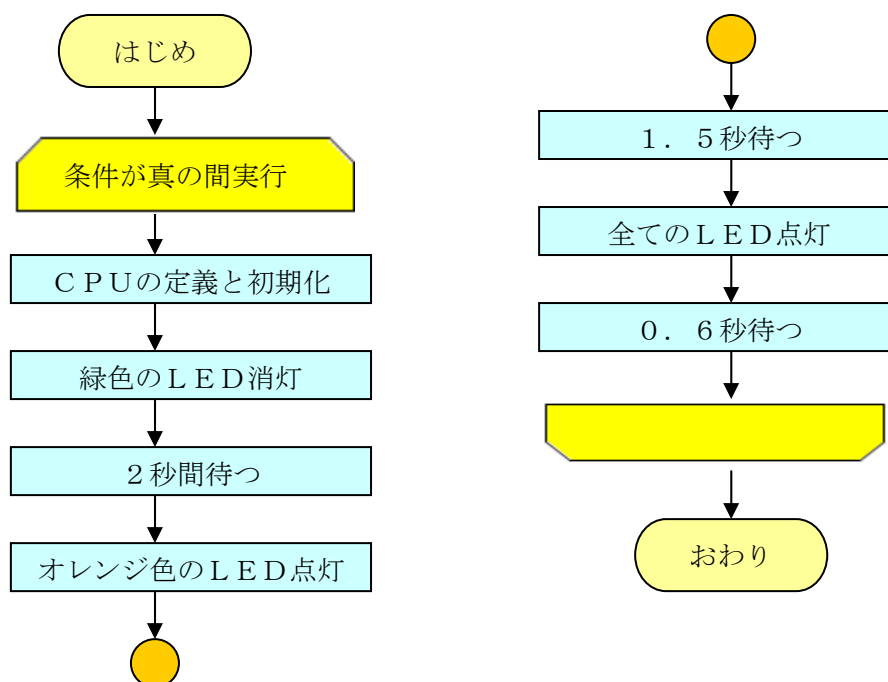 はじめ
条件が真の間実行
ＣＰＵの定義と初期化
緑色のＬＥＤ消灯
２秒間待つ
オレンジ色のＬＥＤ点灯
１．５秒待つ
全てのＬＥＤ点灯
０．６秒待つ
おわり